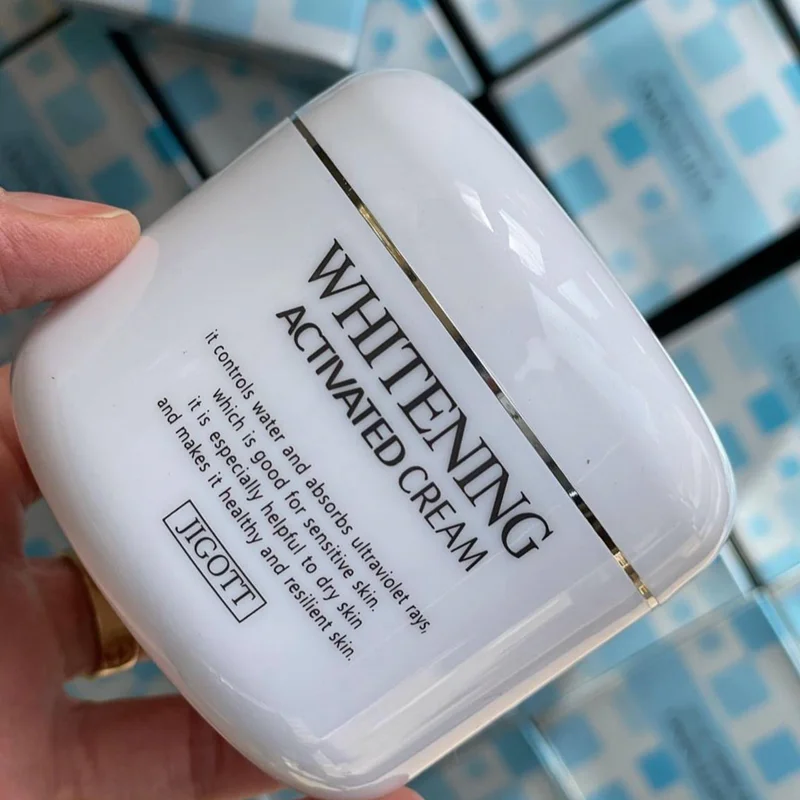 WHITENING
ACTIVATED CREAM
it controls water and absorbs ultraviolet rays,
which is good for sensitive skin.
it is especially helpful to dry skin
and makes it healthy and resilient skin.
JIGOTT